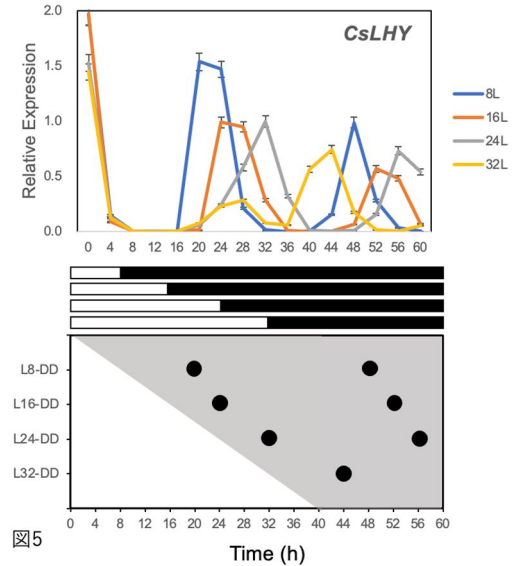 CsLHY
Relative Expression
2.0
1.5
1.0
0.5
0.0
0 4 8 12 16 20 24 28 32 36 40 44 48 52 56 60
8L
16L
24L
32L
L8-DD
L16-DD
L24-DD
L32-DD
0 4 8 12 16 20 24 28 32 36 40 44 48 52 56 60
Time (h)
図5